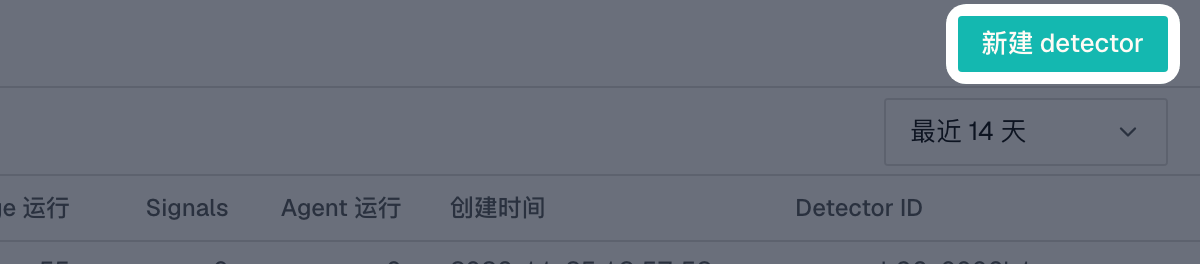 新建 detector
最近 14 天
ge 运行 Signals Agent 运行 创建时间 Detector ID